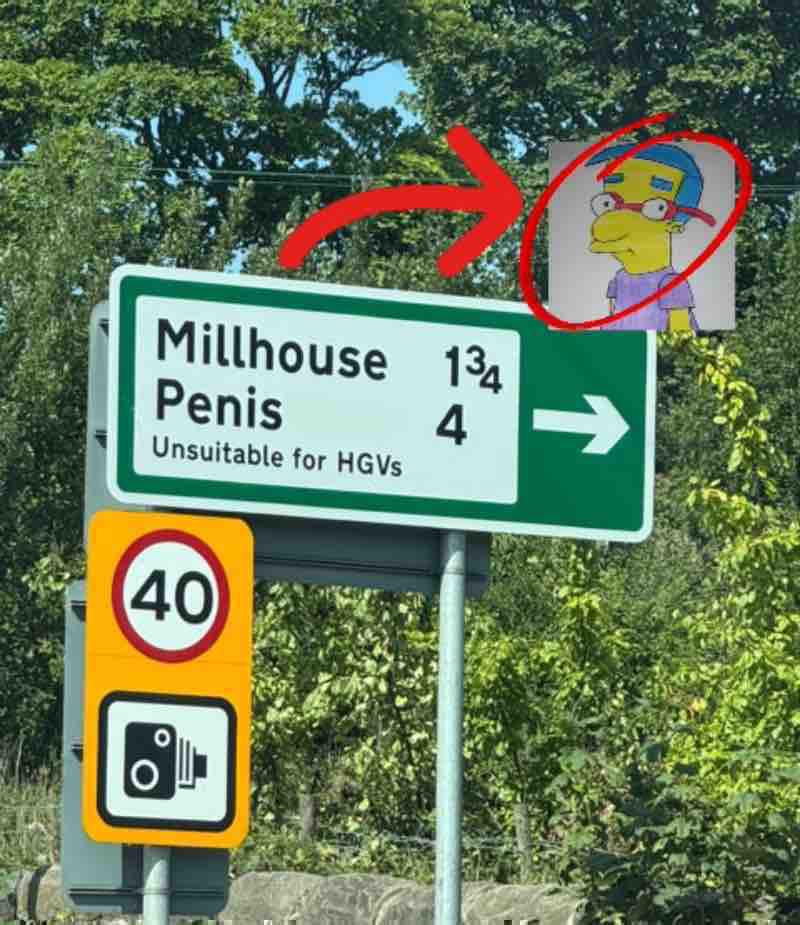 Millhouse 1¾
Penis 4
Unsuitable for HGVs
40